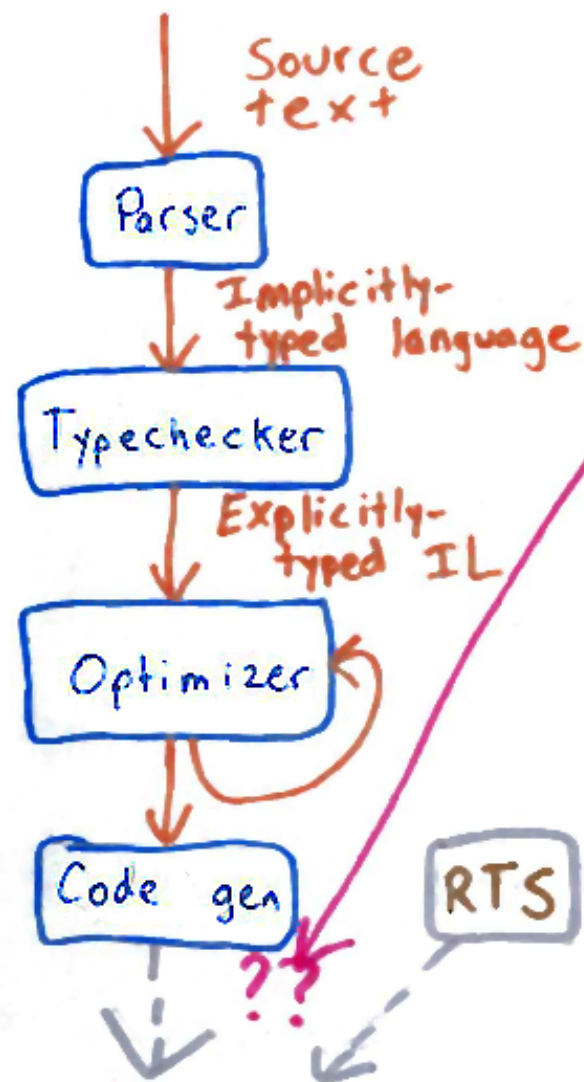 Source
text
Parser
Implicitly-
typed language
Typechecker
Explicitly-
typed IL
Optimizer
Code gen
RTS
??